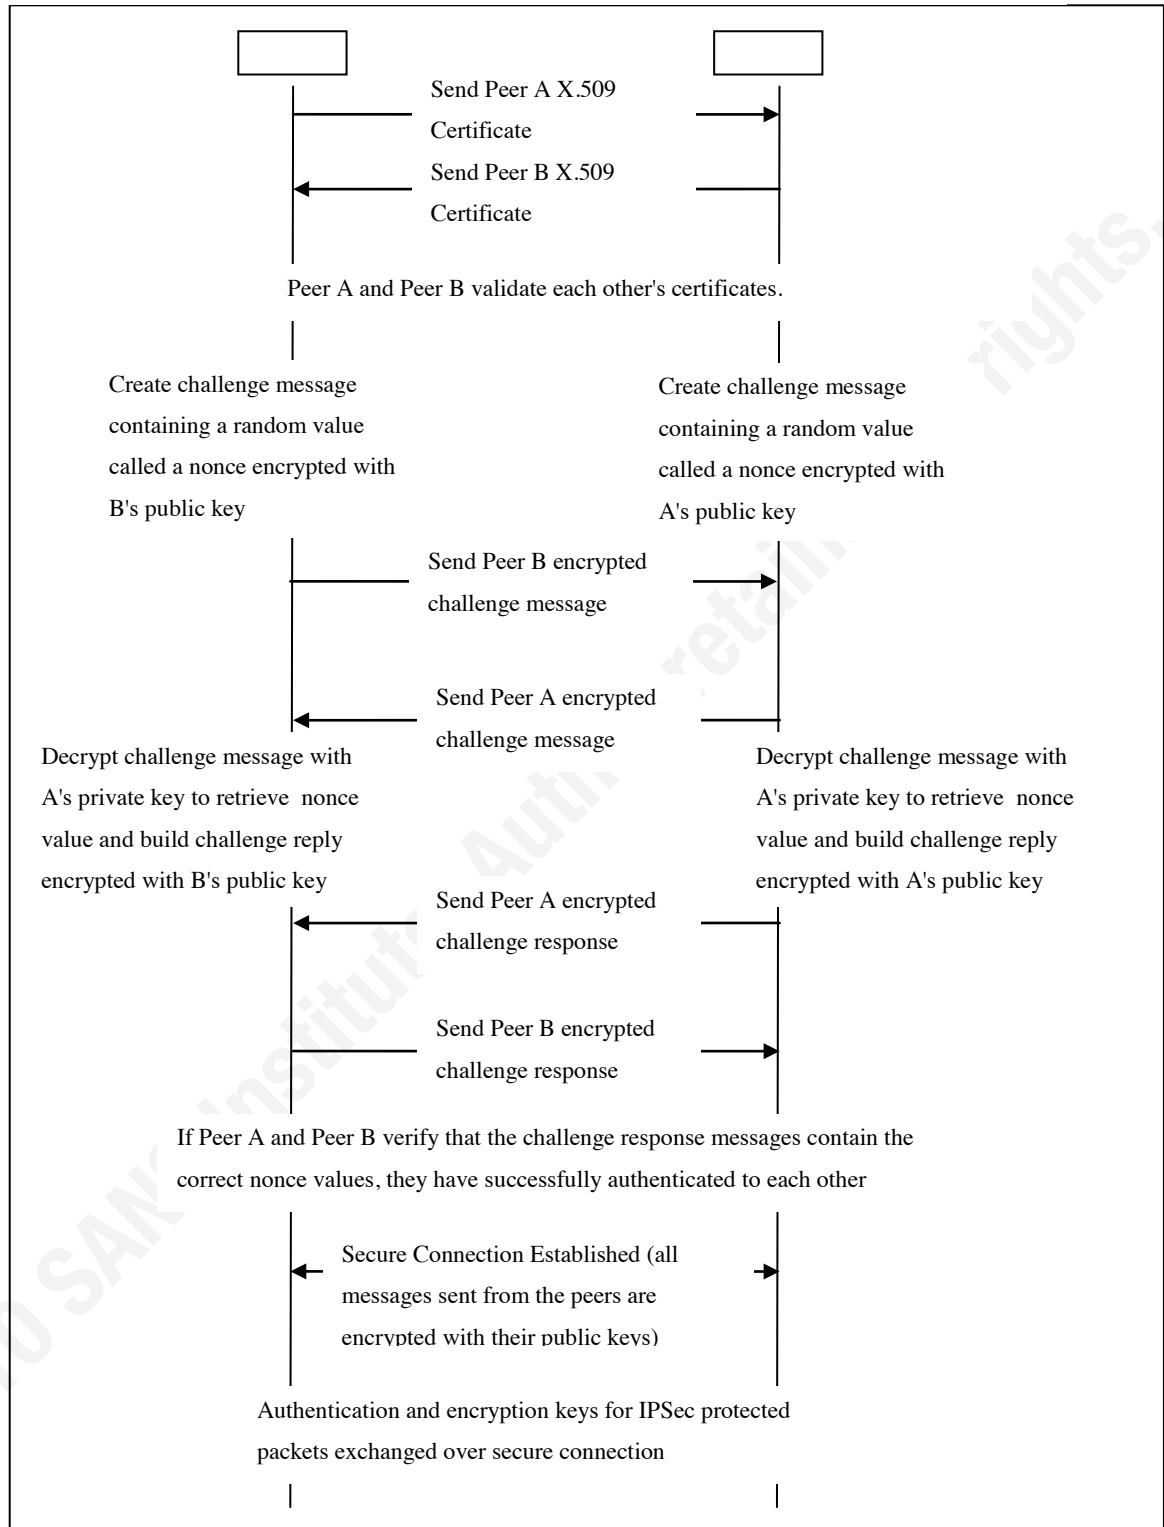 Send Peer A X.509
Certificate
Send Peer B X.509
Certificate
Peer A and Peer B validate each other's certificates.
Create challenge message
containing a random value
called a nonce encrypted with
B's public key
Create challenge message
containing a random value
called a nonce encrypted with
A's public key
Send Peer B encrypted
challenge message
Send Peer A encrypted
challenge message
Decrypt challenge message with
A's private key to retrieve  nonce
value and build challenge reply
encrypted with B's public key
Decrypt challenge message with
A's private key to retrieve  nonce
value and build challenge reply
encrypted with A's public key
Send Peer A encrypted
challenge response
Send Peer B encrypted
challenge response
If Peer A and Peer B verify that the challenge response messages contain the
correct nonce values, they have successfully authenticated to each other
Secure Connection Established (all
messages sent from the peers are
encrypted with their public keys)
Authentication and encryption keys for IPSec protected
packets exchanged over secure connection
rights.